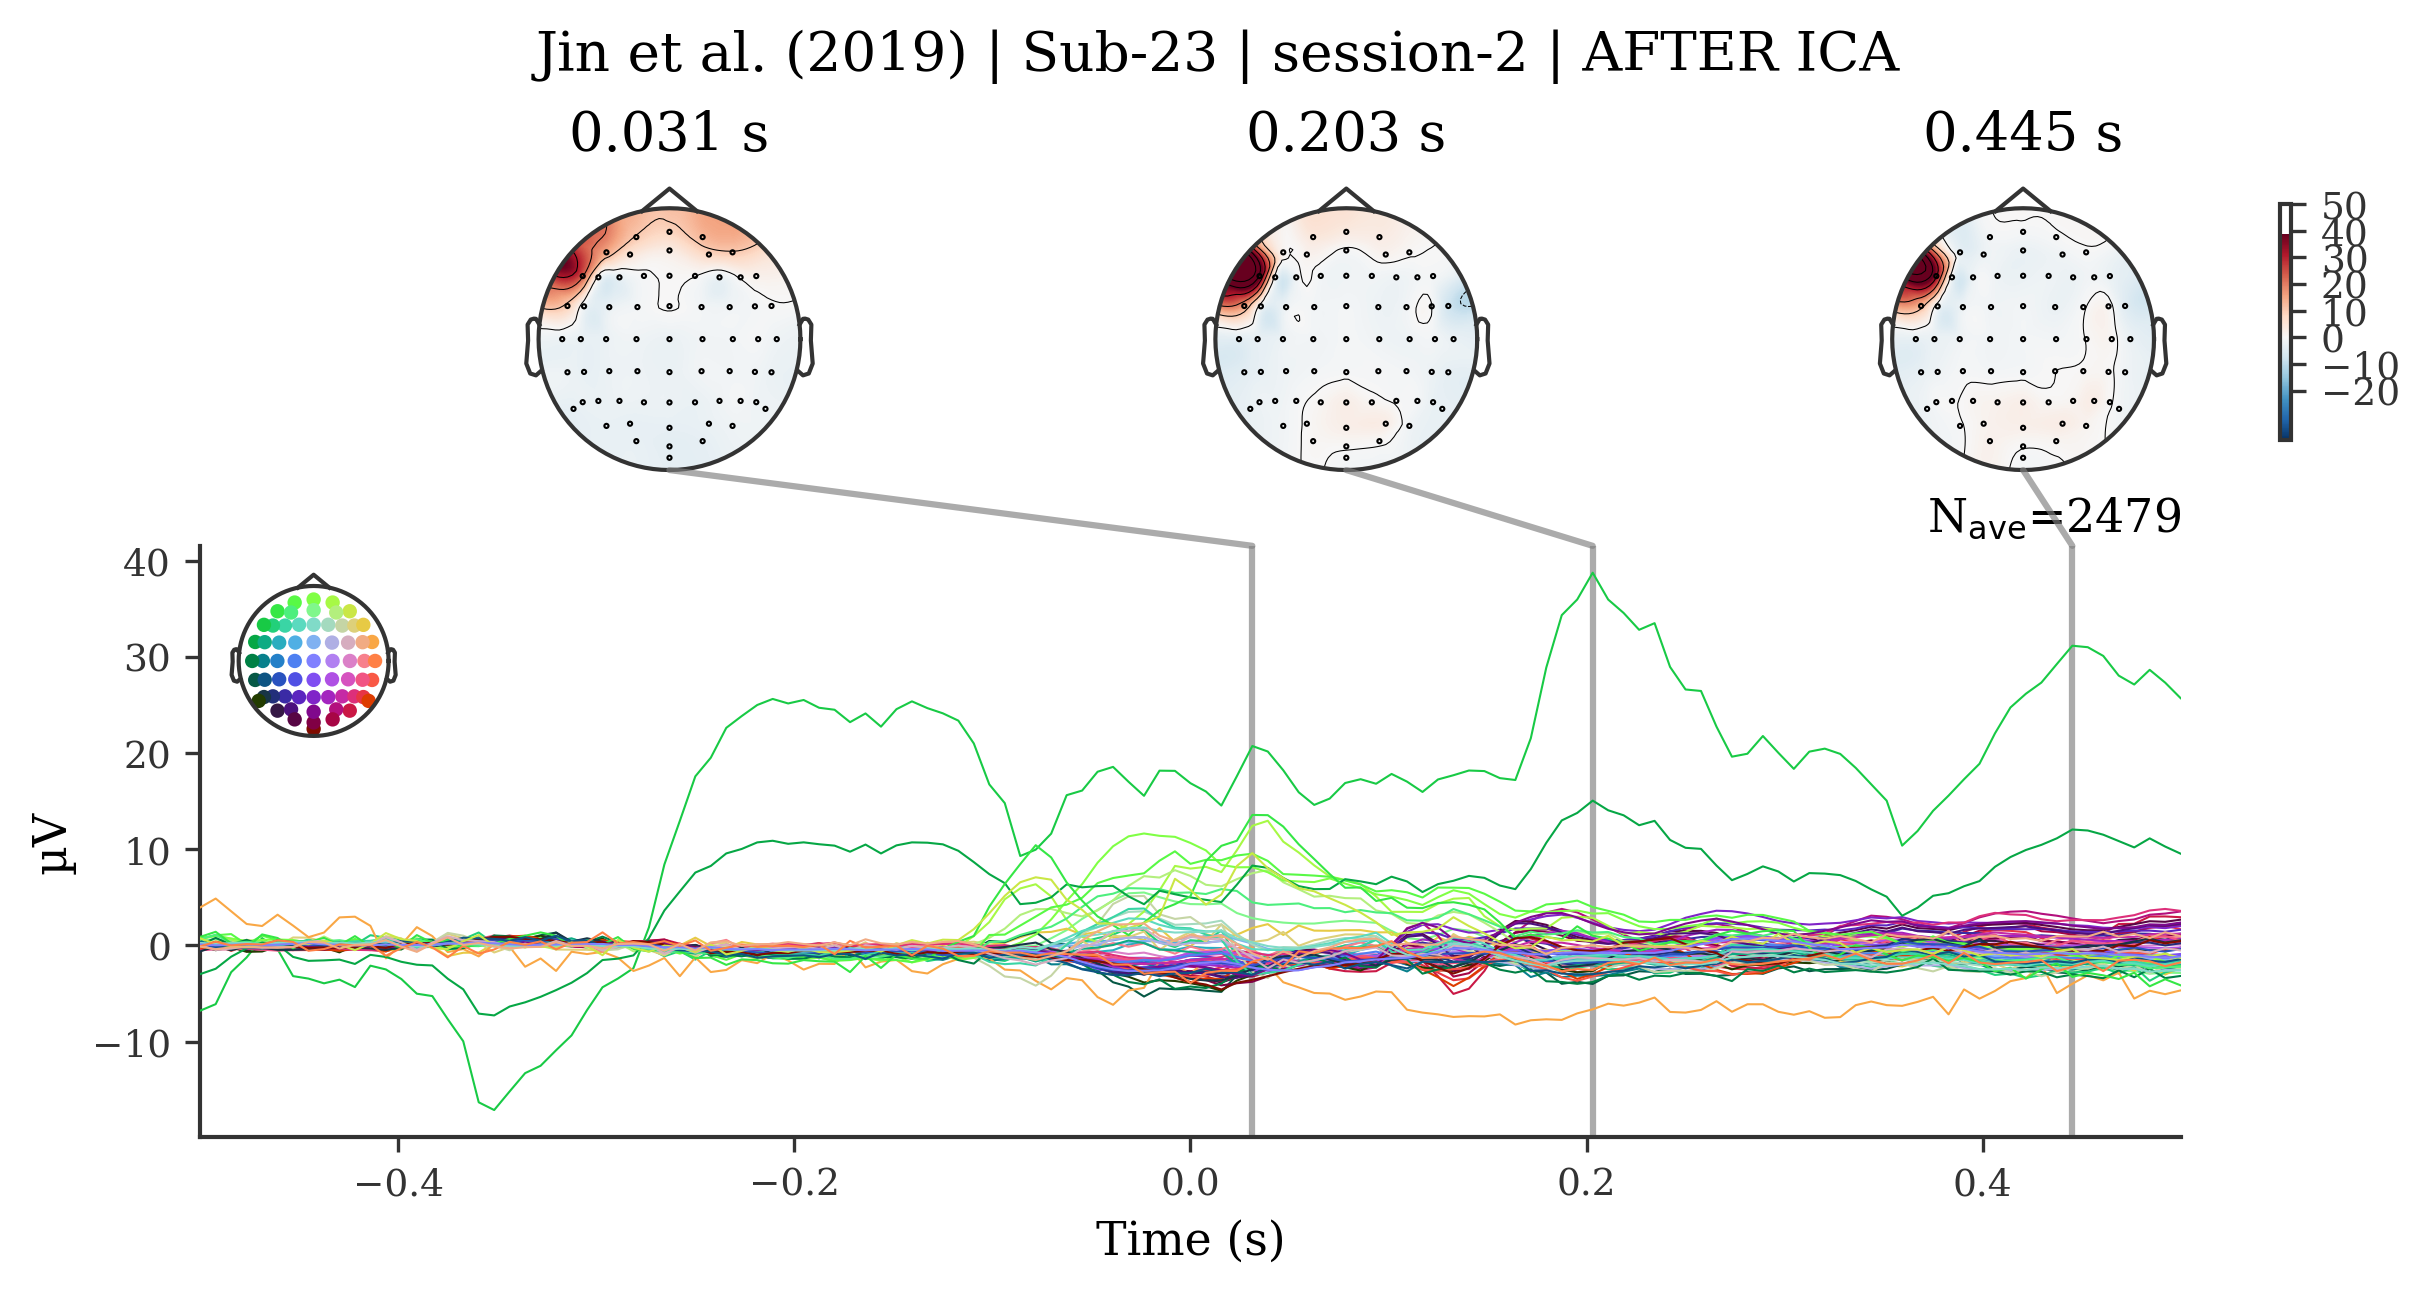 Jin et al. (2019) | Sub-23 | session-2 | AFTER ICA
0.031 s
0.203 s
0.445 s
50
40
30
20
10
0
−10
−20
Nave=2479
40
30
20
10
0
−10
µV
−0.4
−0.2
0.0
0.2
0.4
Time (s)